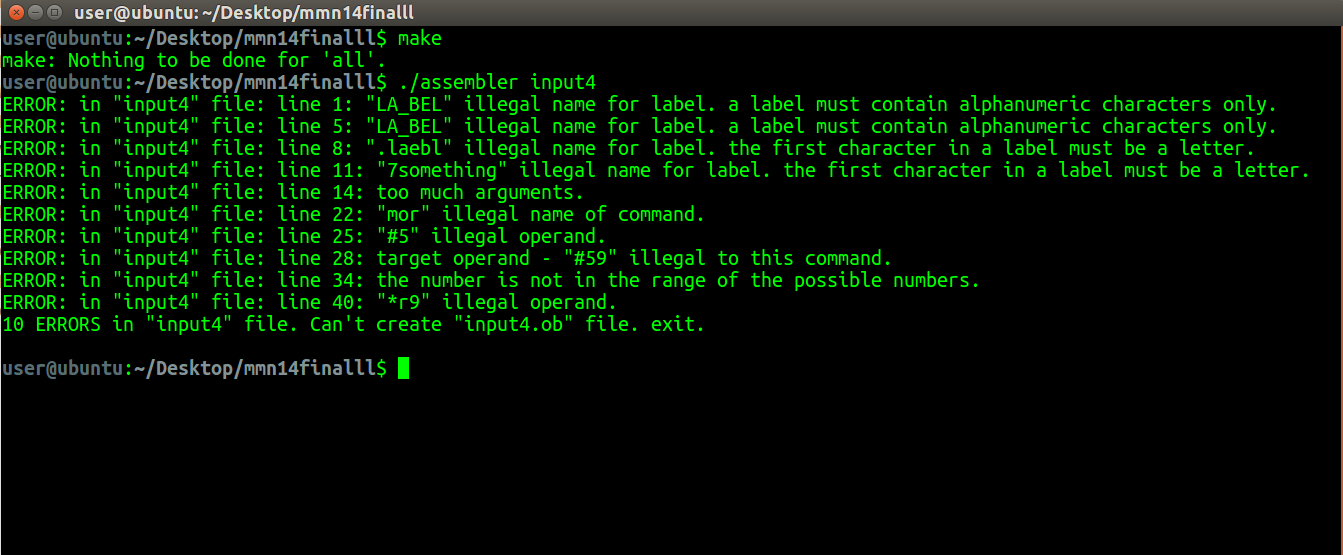 user@ubuntu: ~/Desktop/mmn14finalll
user@ubuntu:~/Desktop/mmn14finalll$ make
make: Nothing to be done for 'all'.
user@ubuntu:~/Desktop/mmn14finalll$ ./assembler input4
ERROR: in "input4" file: line 1: "LA_BEL" illegal name for label. a label must contain alphanumeric characters only.
ERROR: in "input4" file: line 5: "LA_BEL" illegal name for label. a label must contain alphanumeric characters only.
ERROR: in "input4" file: line 8: ".laebl" illegal name for label. the first character in a label must be a letter.
ERROR: in "input4" file: line 11: "7something" illegal name for label. the first character in a label must be a letter.
ERROR: in "input4" file: line 14: too much arguments.
ERROR: in "input4" file: line 22: "mor" illegal name of command.
ERROR: in "input4" file: line 25: "#5" illegal operand.
ERROR: in "input4" file: line 28: target operand - "#59" illegal to this command.
ERROR: in "input4" file: line 34: the number is not in the range of the possible numbers.
ERROR: in "input4" file: line 40: "*r9" illegal operand.
10 ERRORS in "input4" file. Can't create "input4.ob" file. exit.
user@ubuntu:~/Desktop/mmn14finalll$